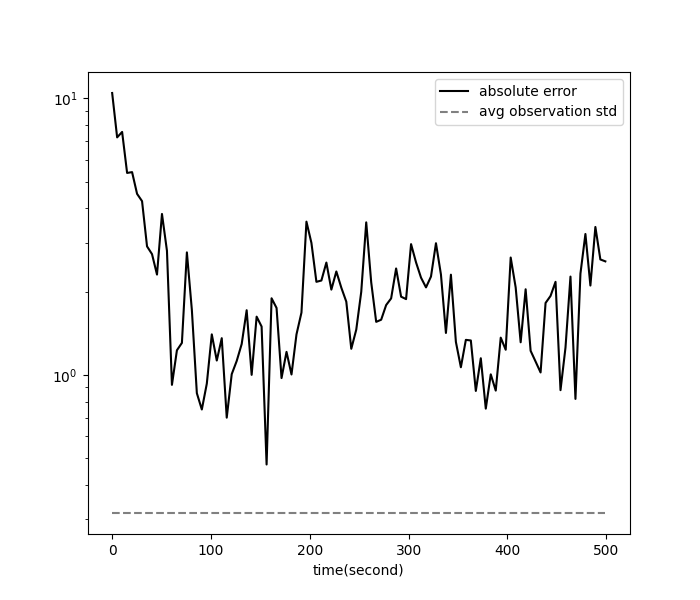 absolute error
avg observation std
10¹
10⁰
0 100 200 300 400 500
time(second)